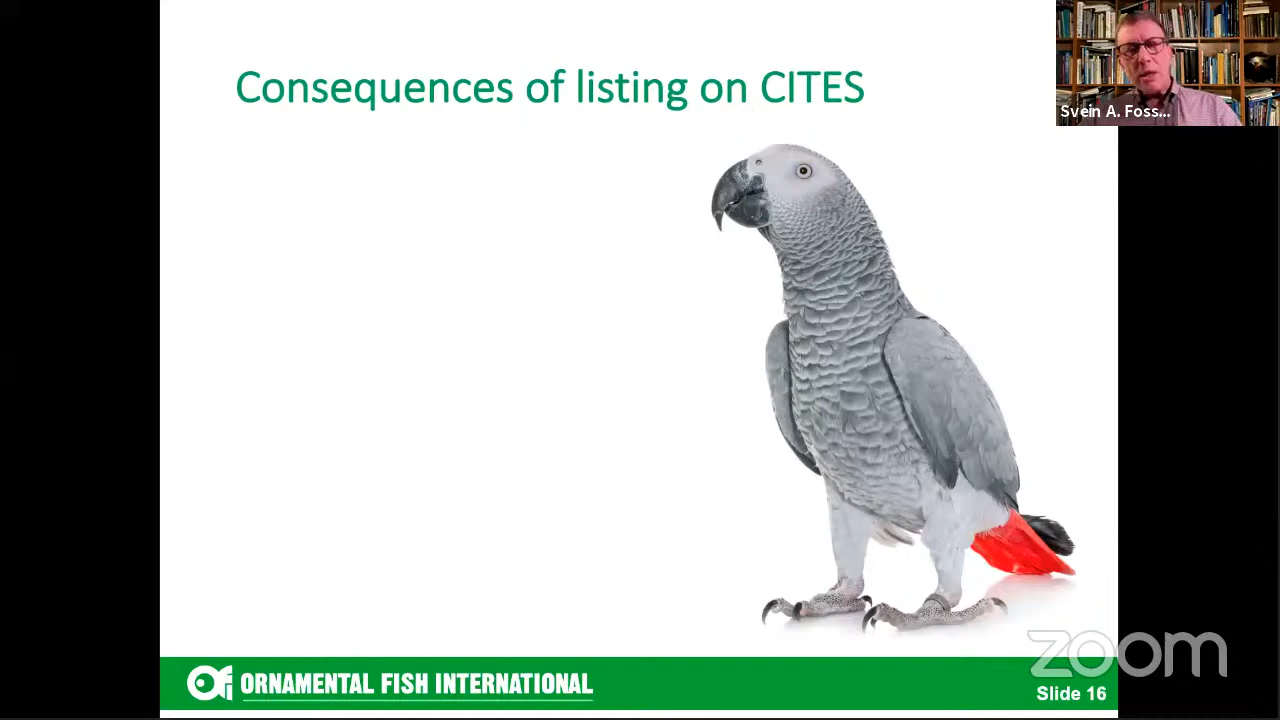 Consequences of listing on CITES
Svein A. Foss...
ORNAMENTAL FISH INTERNATIONAL
zoom
Slide 16